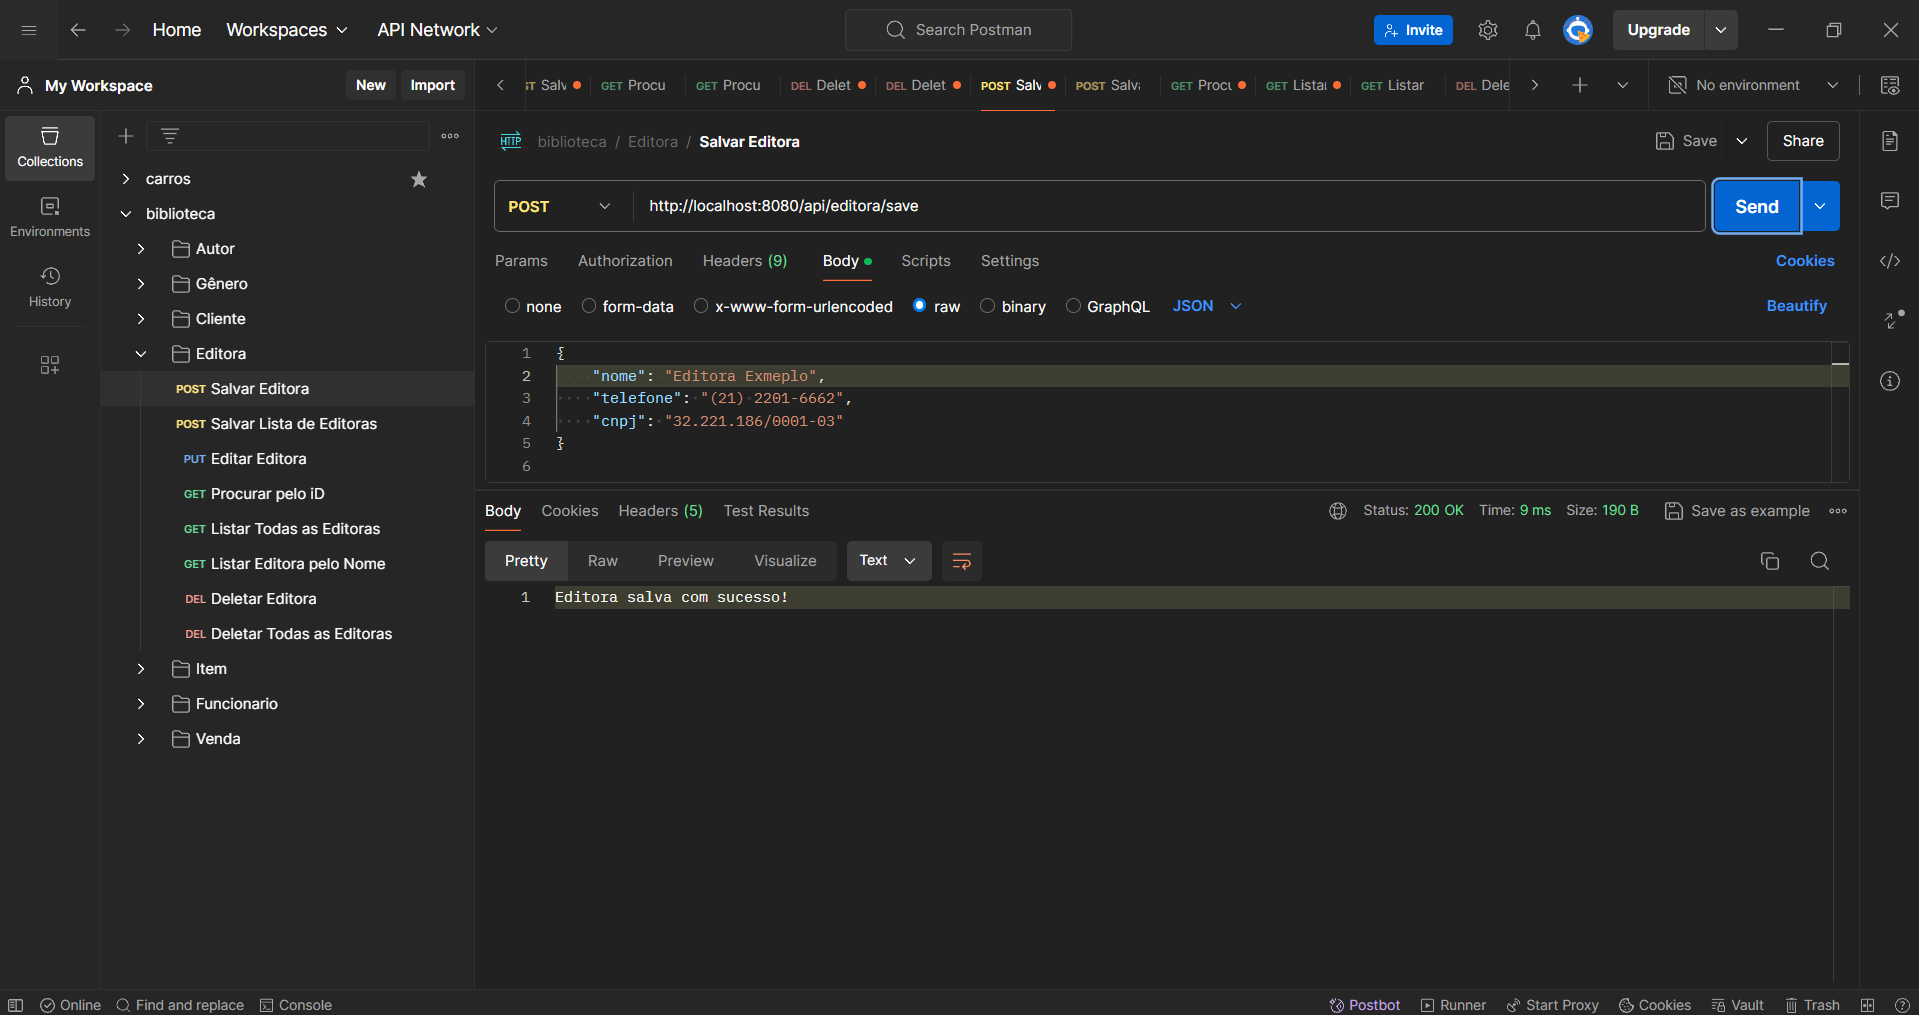 Home Workspaces API Network Search Postman Invite Upgrade
My Workspace New Import
ST Salv GET Procu GET Procu DEL Delet DEL Delet POST Salv POST Salva GET Procu GET Listar GET Listar DEL Dele No environment
Collections
Environments
History
carros
biblioteca
Autor
Gênero
Cliente
Editora
POST Salvar Editora
POST Salvar Lista de Editoras
PUT Editar Editora
GET Procurar pelo iD
GET Listar Todas as Editoras
GET Listar Editora pelo Nome
DEL Deletar Editora
DEL Deletar Todas as Editoras
Item
Funcionario
Venda
HTTP biblioteca / Editora / Salvar Editora Save Share
POST http://localhost:8080/api/editora/save Send
Params Authorization Headers (9) Body Scripts Settings Cookies
none form-data x-www-form-urlencoded raw binary GraphQL JSON Beautify
1 {
2 "nome": "Editora Exmeplo",
3 "telefone": "(21) 2201-6662",
4 "cnpj": "32.221.186/0001-03"
5 }
6
Body Cookies Headers (5) Test Results Status: 200 OK Time: 9 ms Size: 190 B Save as example
Pretty Raw Preview Visualize Text
1 Editora salva com sucesso!
Online Find and replace Console Postbot Runner Start Proxy Cookies Vault Trash